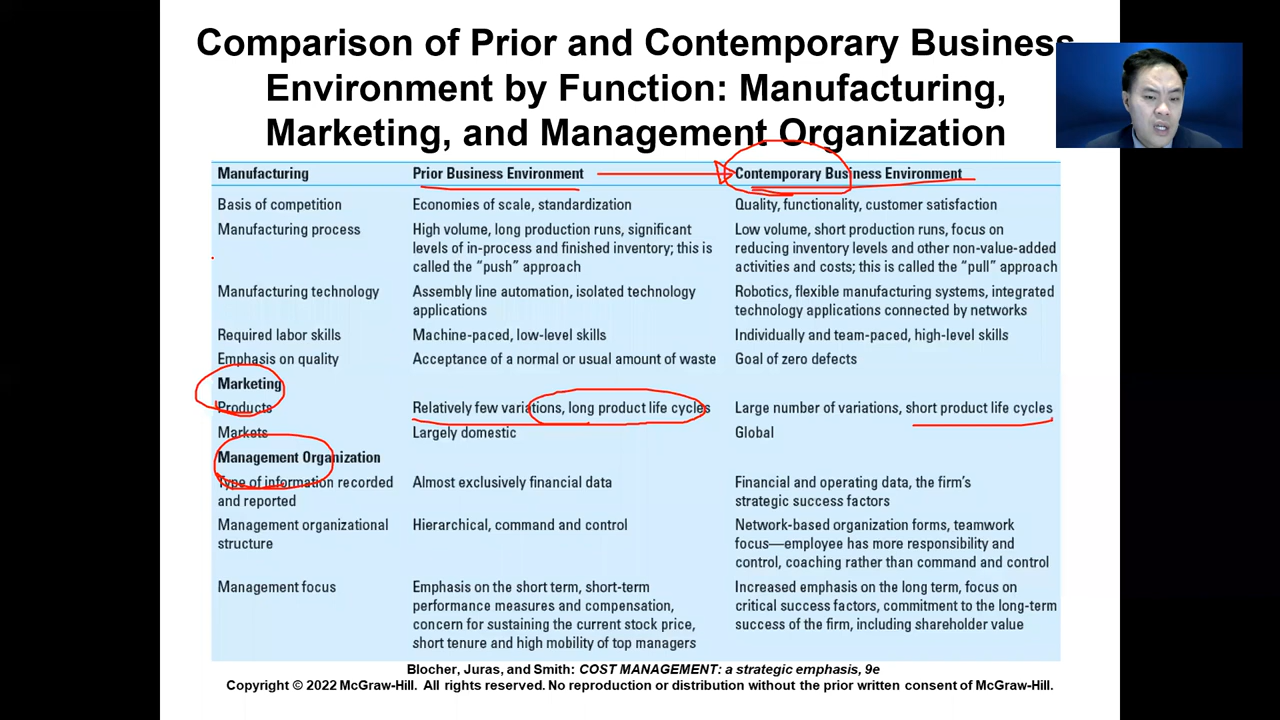 Comparison of Prior and Contemporary Business
Environment by Function: Manufacturing,
Marketing, and Management Organization
Manufacturing Prior Business Environment Contemporary Business Environment
Basis of competition Economies of scale, standardization Quality, functionality, customer satisfaction
Manufacturing process High volume, long production runs, significant Low volume, short production runs, focus on
levels of in-process and finished inventory; this is reducing inventory levels and other non-value-added
called the “push” approach activities and costs; this is called the “pull” approach
Manufacturing technology Assembly line automation, isolated technology Robotics, flexible manufacturing systems, integrated
applications technology applications connected by networks
Required labor skills Machine-paced, low-level skills Individually and team-paced, high-level skills
Emphasis on quality Acceptance of a normal or usual amount of waste Goal of zero defects
Marketing
Products Relatively few variations, long product life cycles Large number of variations, short product life cycles
Markets Largely domestic Global
Management Organization
Type of information recorded Almost exclusively financial data Financial and operating data, the firm’s
and reported strategic success factors
Management organizational Hierarchical, command and control Network-based organization forms, teamwork
structure focus—employee has more responsibility and
control, coaching rather than command and control
Management focus Emphasis on the short term, short-term Increased emphasis on the long term, focus on
performance measures and compensation, critical success factors, commitment to the long-term
concern for sustaining the current stock price, success of the firm, including shareholder value
short tenure and high mobility of top managers
Blocher, Juras, and Smith: COST MANAGEMENT: a strategic emphasis, 9e
Copyright © 2022 McGraw-Hill. All rights reserved. No reproduction or distribution without the prior written consent of McGraw-Hill.